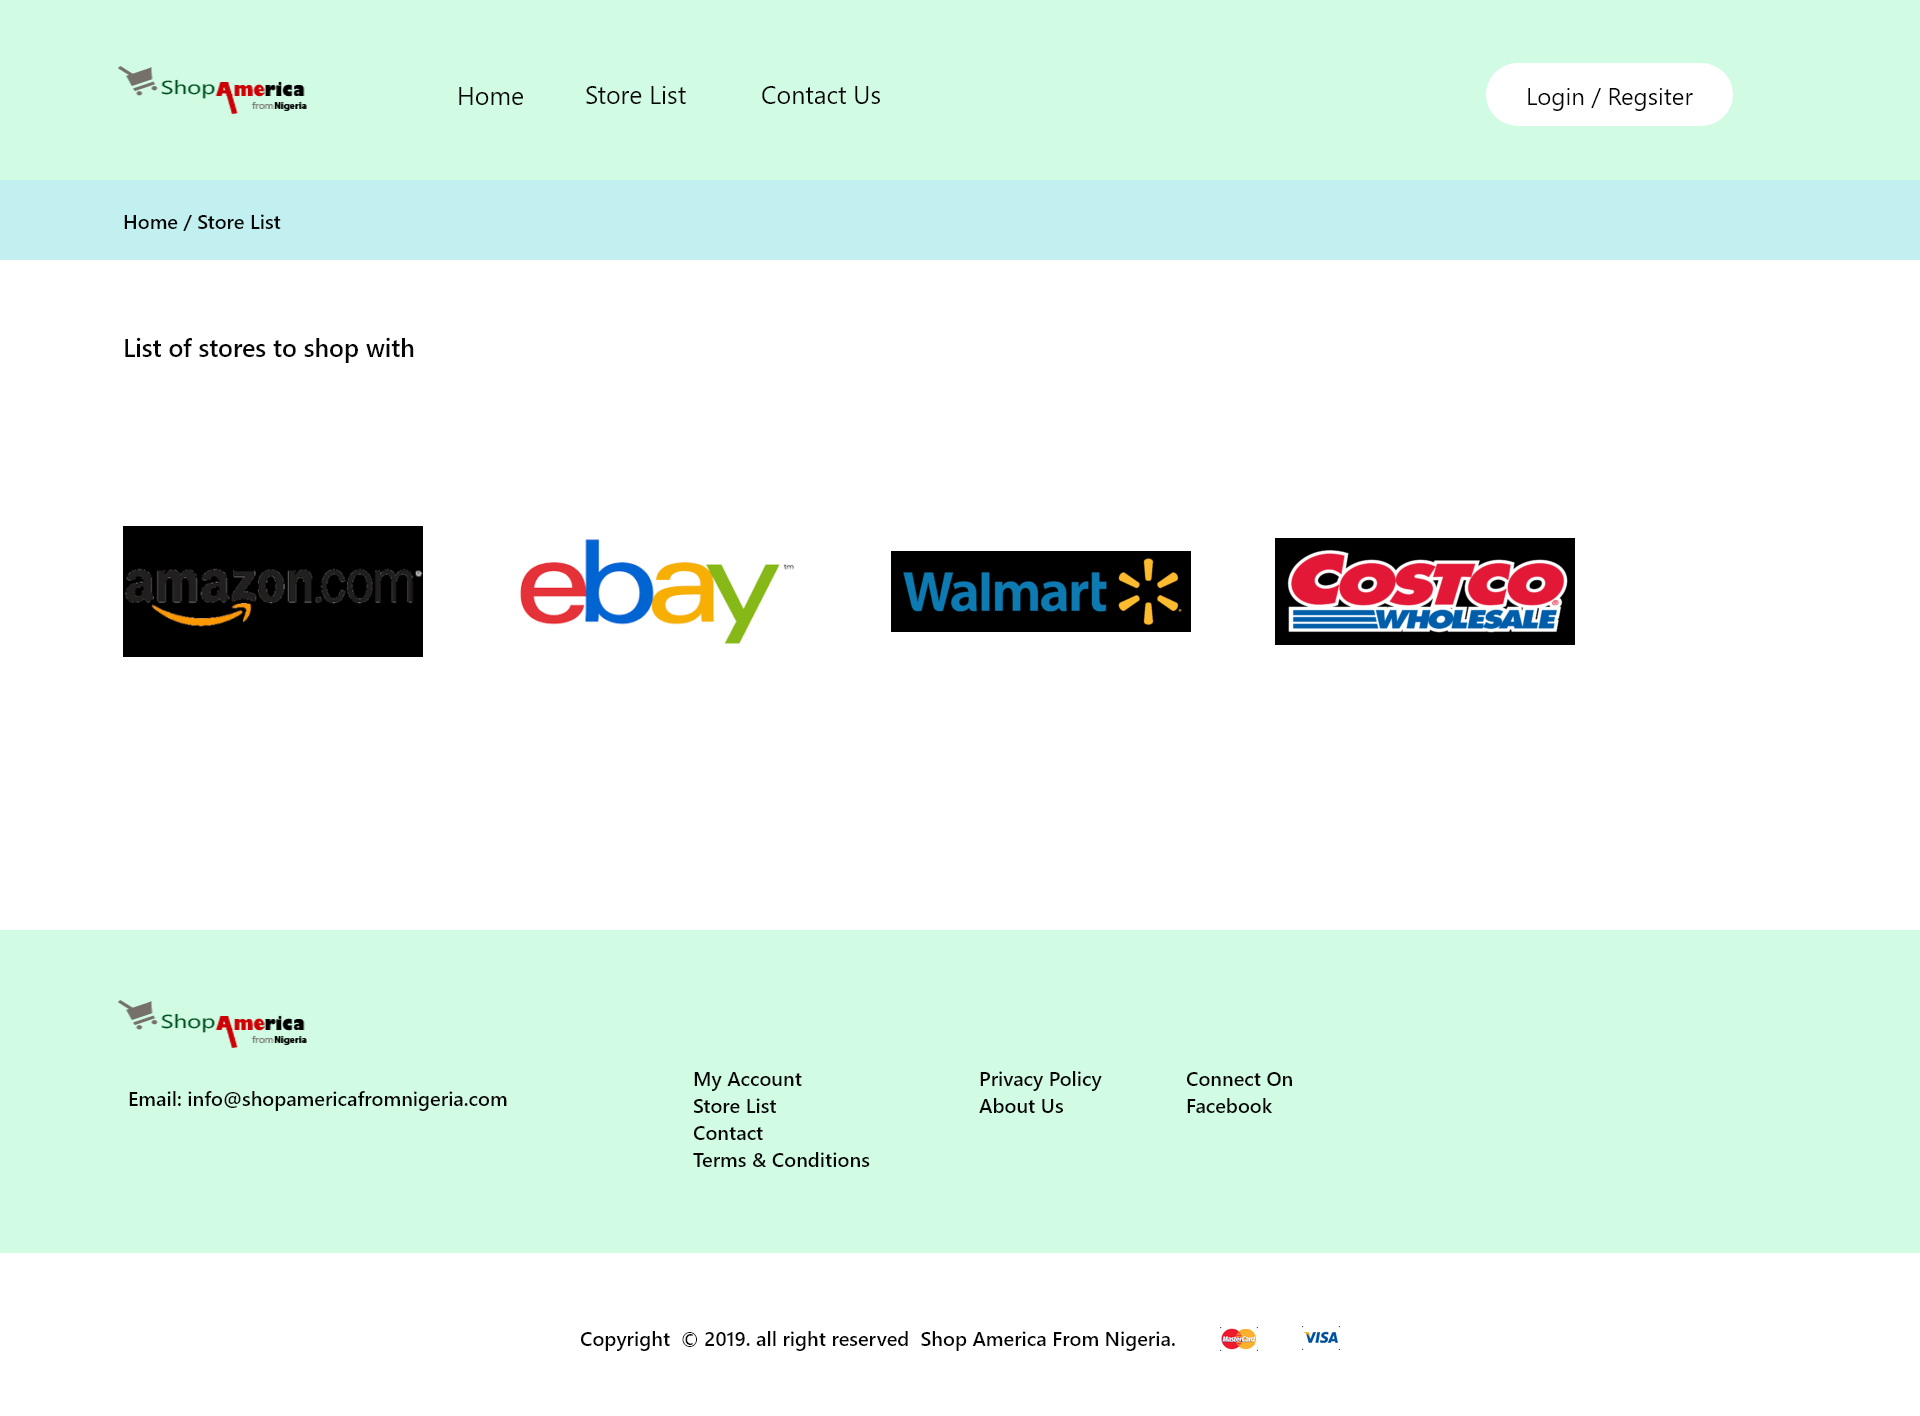 ShopAmerica
from Nigeria
Home
Store List
Contact Us
Login / Regsiter
Home / Store List
List of stores to shop with
amazon.com®
ebay™
Walmart
COSTCO®
WHOLESALE
ShopAmerica
from Nigeria
Email: info@shopamericafromnigeria.com
My Account
Store List
Contact
Terms & Conditions
Privacy Policy
About Us
Connect On
Facebook
Copyright © 2019. all right reserved Shop America From Nigeria.
MasterCard
VISA